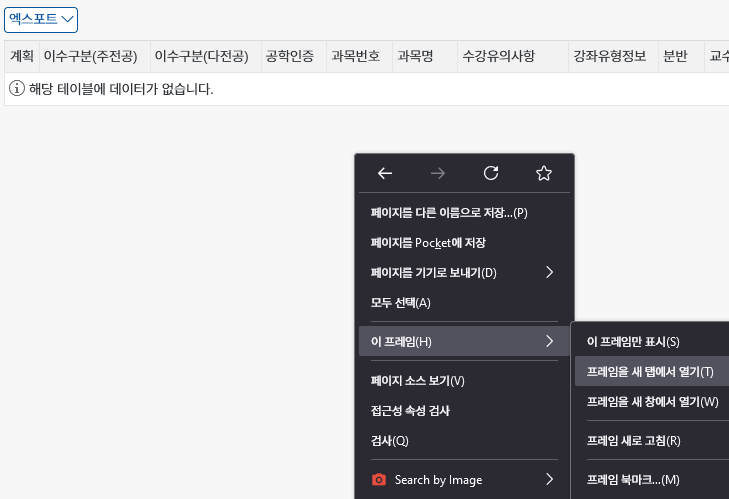 엑스포트
계획 이수구분(주전공) 이수구분(다전공) 공학인증 과목번호 과목명 수강유의사항 강좌유형정보 분반 교수
해당 테이블에 데이터가 없습니다.
페이지를 다른 이름으로 저장...(P)
페이지를 Pocket에 저장
페이지를 기기로 보내기(D)
모두 선택(A)
이 프레임(H)
페이지 소스 보기(V)
접근성 속성 검사
검사(Q)
Search by Image
이 프레임만 표시(S)
프레임을 새 탭에서 열기(T)
프레임을 새 창에서 열기(W)
프레임 새로 고침(R)
프레임 북마크...(M)